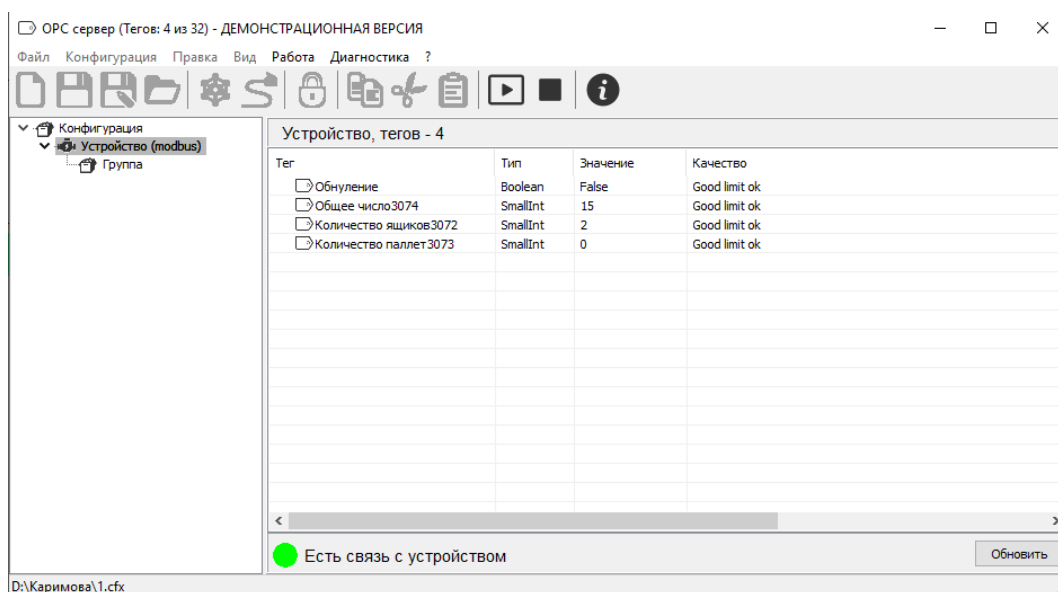 ОРС сервер (Тегов: 4 из 32) - ДЕМОНСТРАЦИОННАЯ ВЕРСИЯ
Файл Конфигурация Правка Вид Работа Диагностика ?
Конфигурация
Устройство (modbus)
Группа
Устройство, тегов - 4
Тег Тип Значение Качество
Обнуление Boolean False Good limit ok
Общее число3074 SmallInt 15 Good limit ok
Количество ящиков3072 SmallInt 2 Good limit ok
Количество паллет3073 SmallInt 0 Good limit ok
Есть связь с устройством
Обновить
D:\Каримова\1.cfx